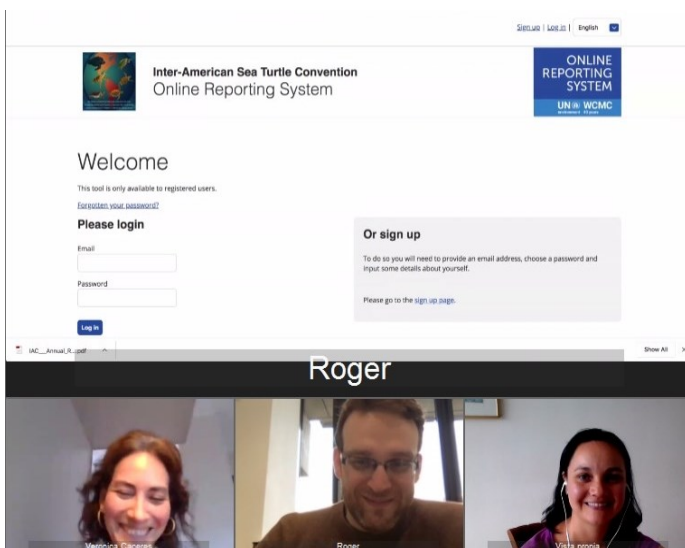 Sign up | Log in | English
Inter-American Sea Turtle Convention
Online Reporting System
ONLINE
REPORTING
SYSTEM
UN WCMC
Welcome
This tool is only available to registered users.
Forgotten your password?
Please login
Email
Password
Log in
Or sign up
To do so you will need to provide an email address, choose a password and
input some details about yourself.
Please go to the sign up page.
IAC__Annual_R...pdf
Show All
Roger
Veronica Caceres
Roger
Vista propia